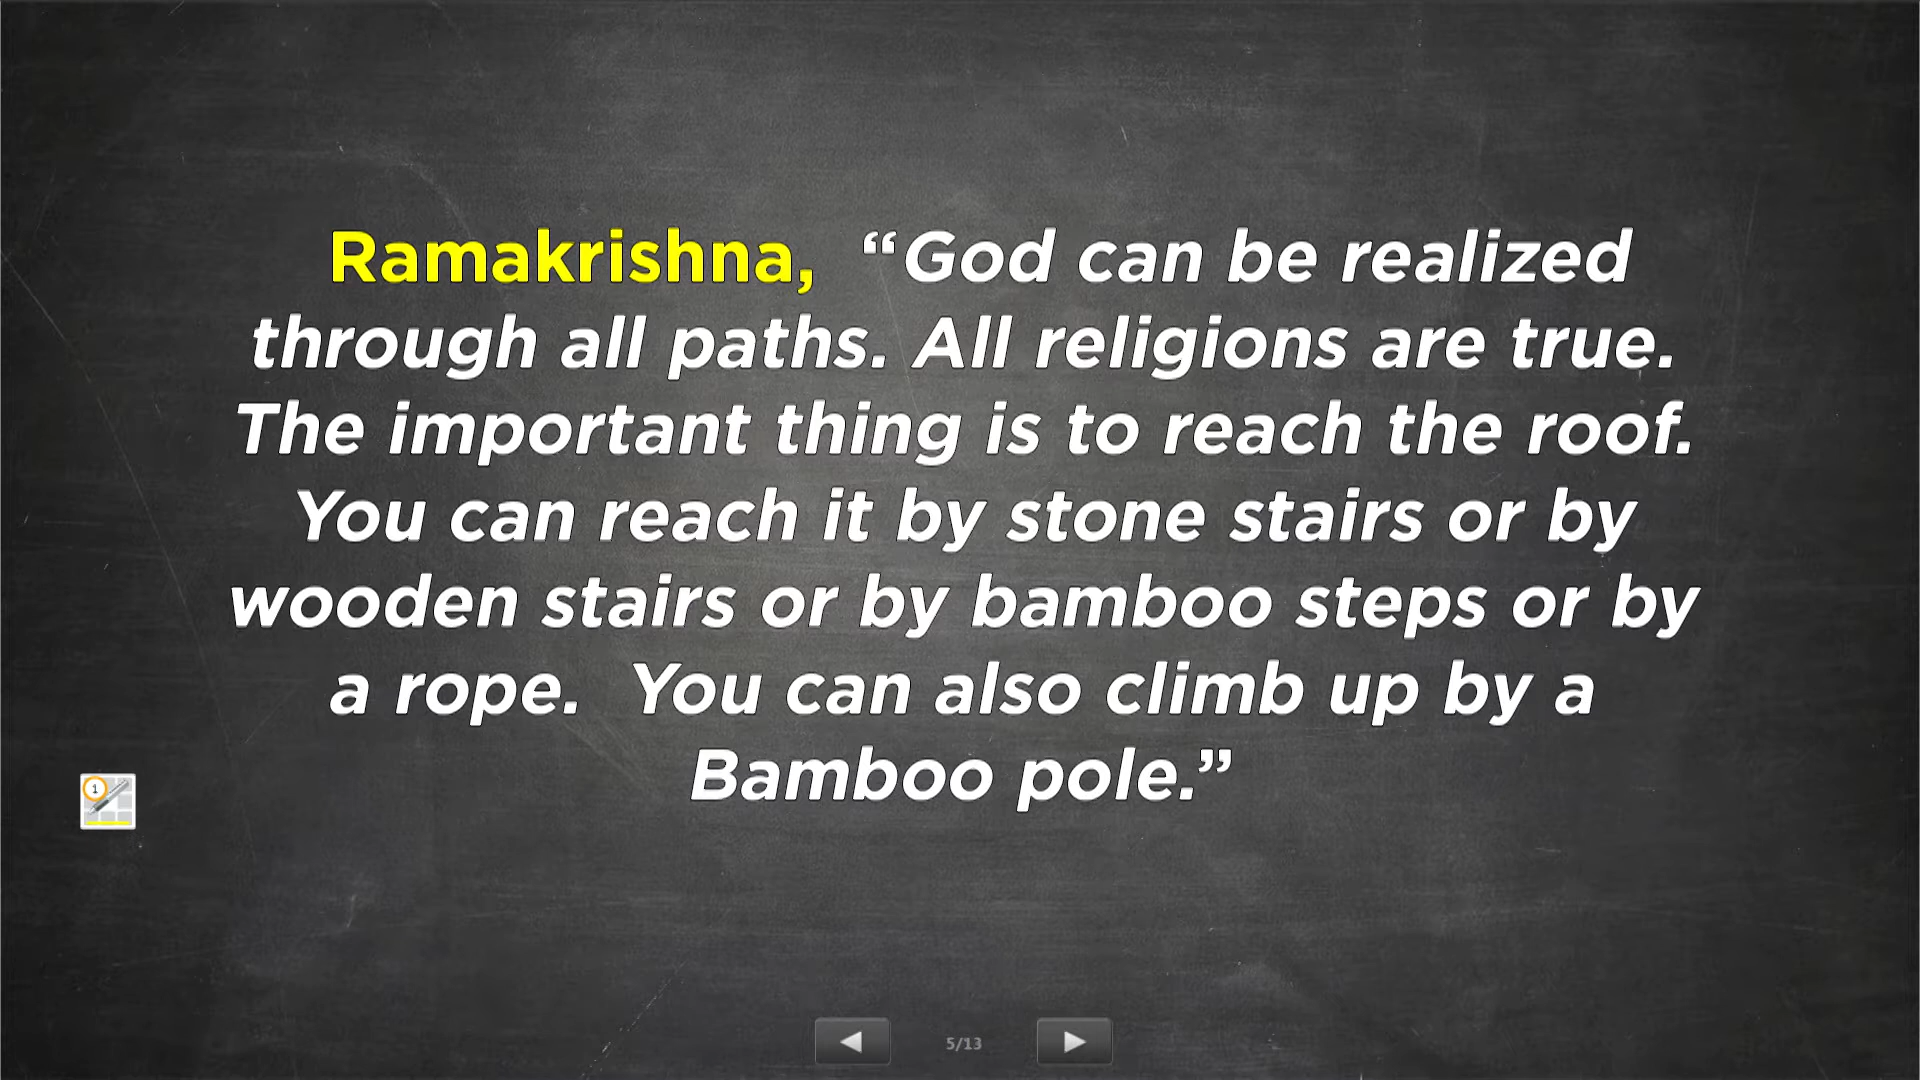 Ramakrishna,  “God can be realized
through all paths. All religions are true.
The important thing is to reach the roof.
You can reach it by stone stairs or by
wooden stairs or by bamboo steps or by
a rope.  You can also climb up by a
Bamboo pole.”
1
5/13